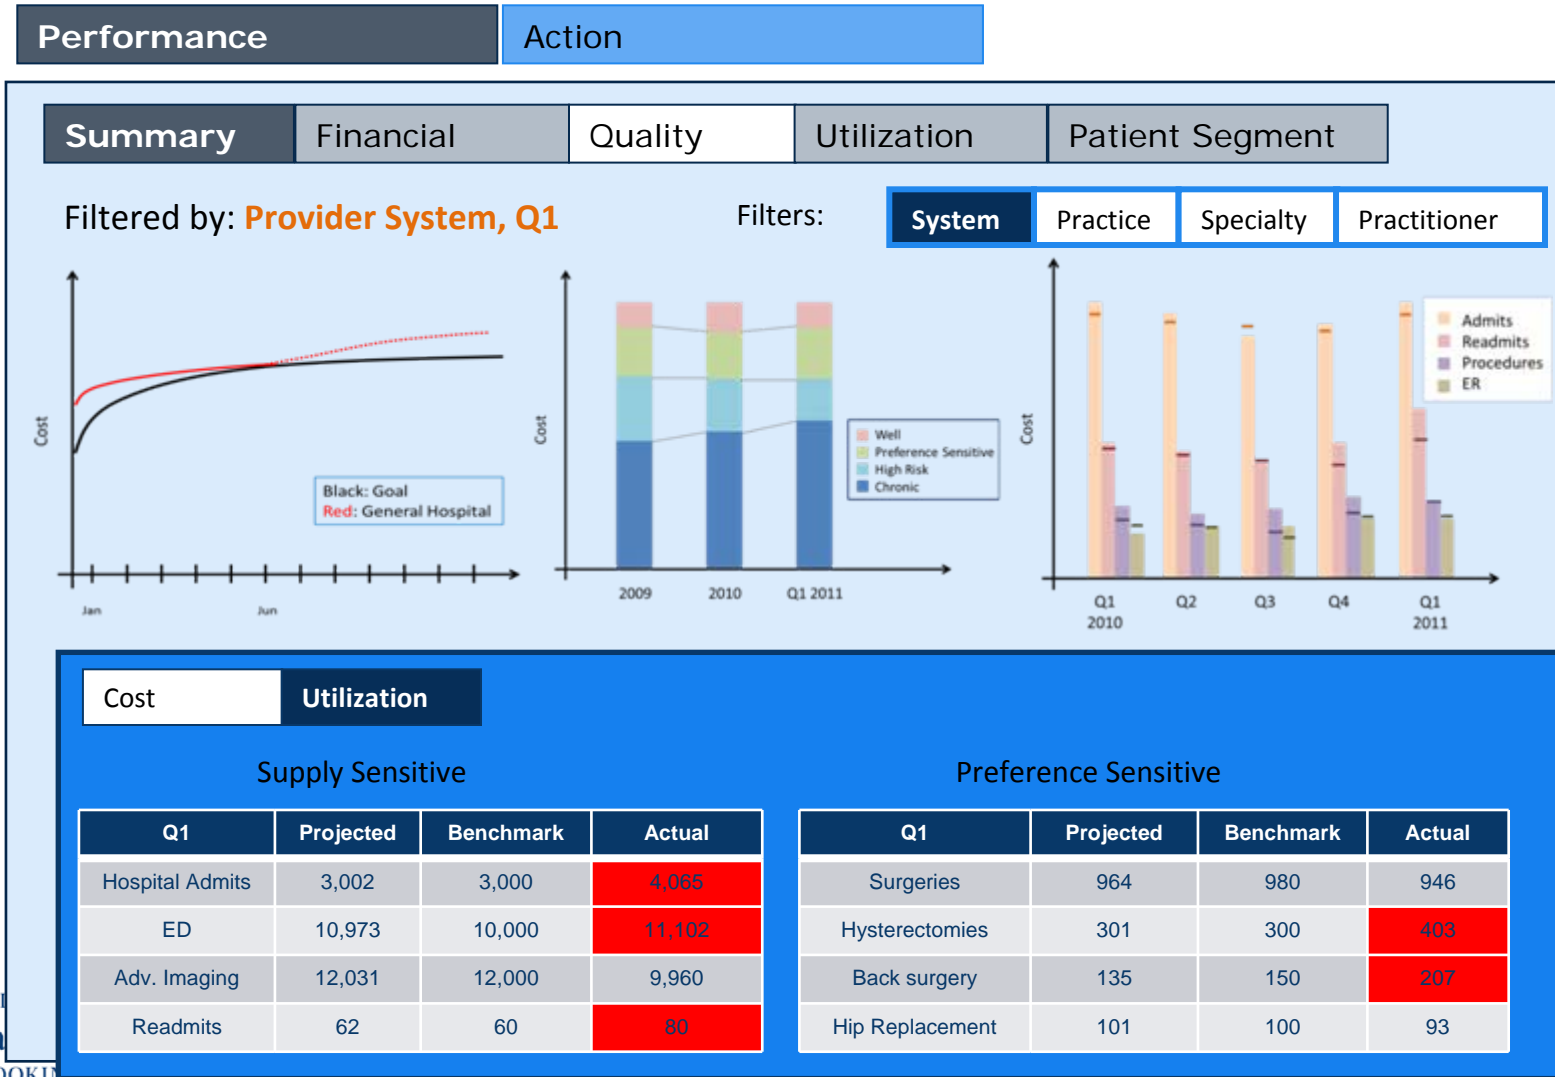 Performance Action
Summary Financial Quality Utilization Patient Segment
Filtered by: Provider System, Q1 Filters: System Practice Specialty Practitioner
Cost
Black: Goal
Red: General Hospital
Jan Jun
Cost
Well
Preference Sensitive
High Risk
Chronic
2009 2010 Q1 2011
Cost
Admits
Readmits
Procedures
ER
Q1 Q2 Q3 Q4 Q1
2010 2011
Cost Utilization
Supply Sensitive
Q1 Projected Benchmark Actual
Hospital Admits 3,002 3,000 4,065
ED 10,973 10,000 11,102
Adv. Imaging 12,031 12,000 9,960
Readmits 62 60 80
Preference Sensitive
Q1 Projected Benchmark Actual
Surgeries 964 980 946
Hysterectomies 301 300 403
Back surgery 135 150 207
Hip Replacement 101 100 93